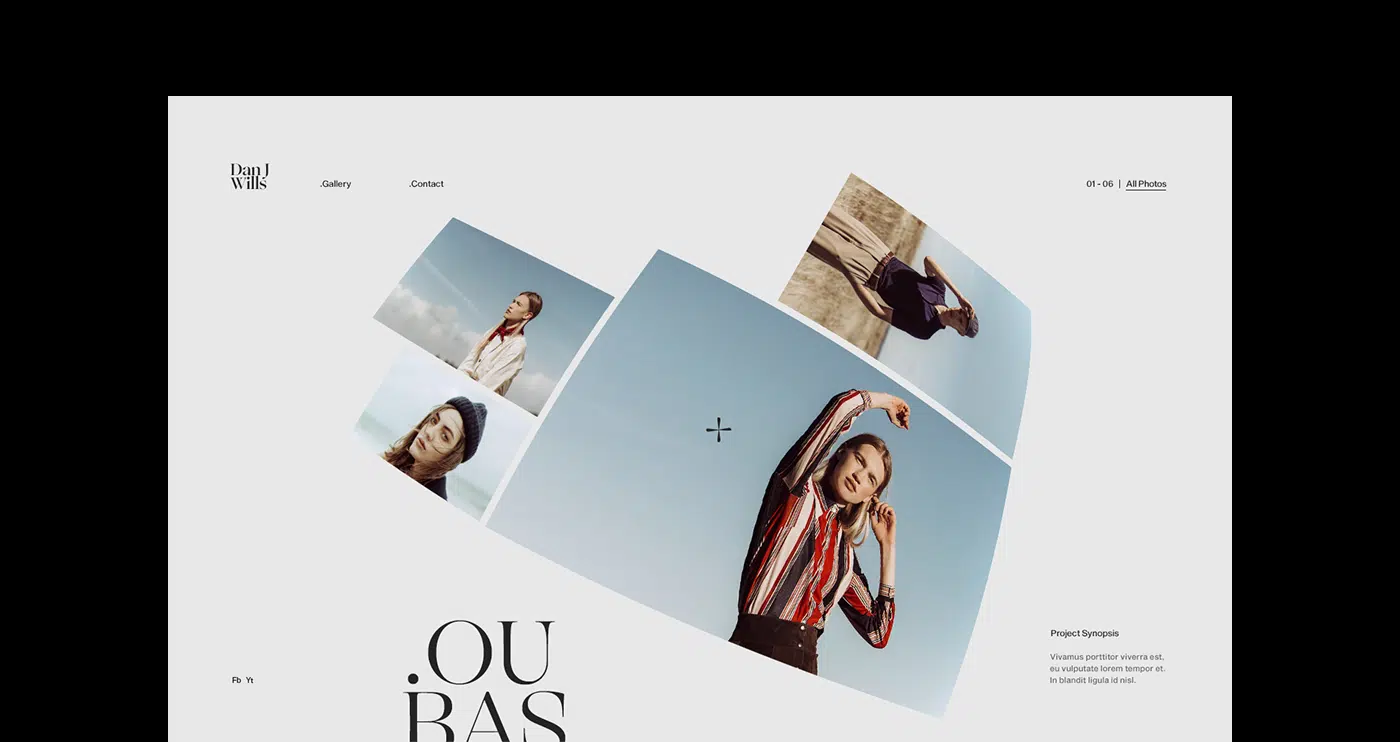 Dan J
Wills
.Gallery
.Contact
01 - 06 | All Photos
.OU
BAS
Project Synopsis
Vivamus porttitor viverra est,
eu vulputate lorem tempor et.
In blandit ligula id nisl.
Fb Yt